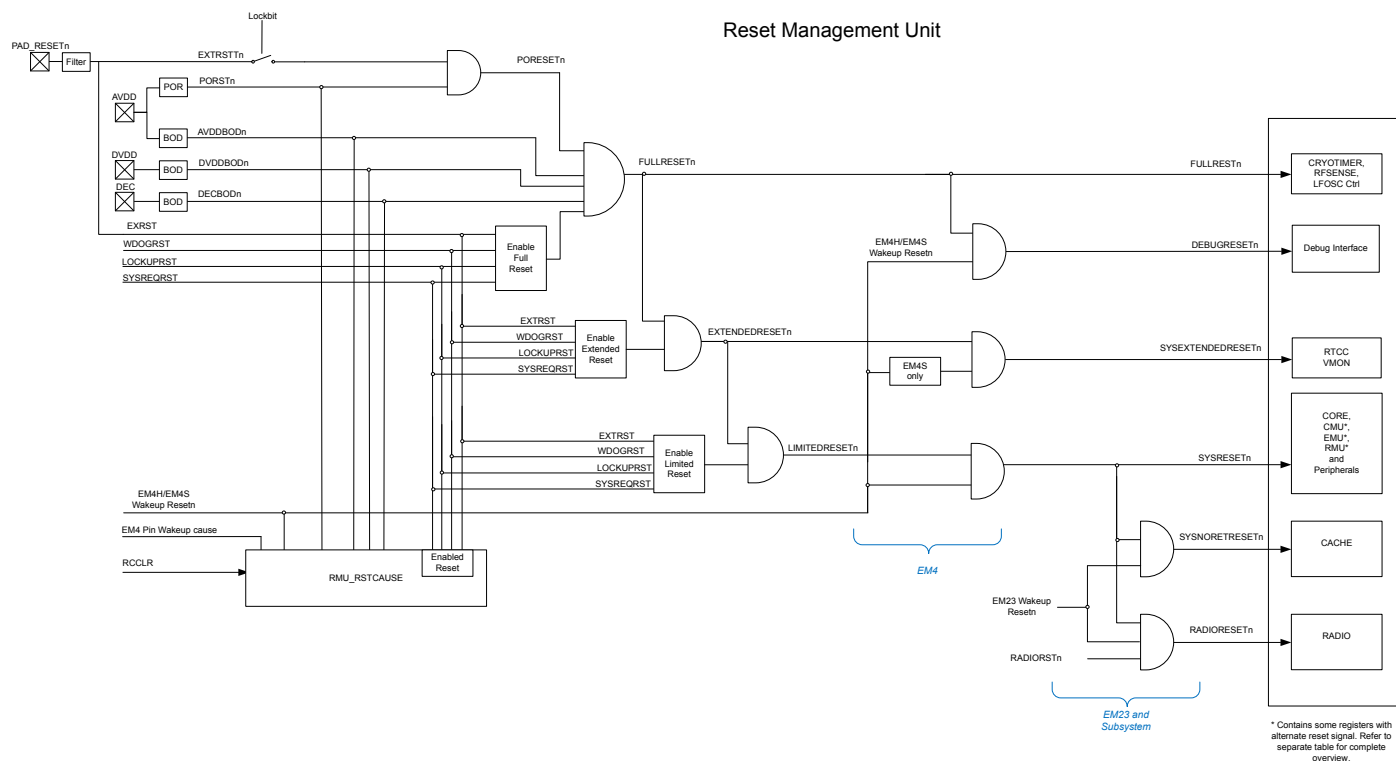 Reset Management Unit
Lockbit
PAD_RESETn
Filter
EXTRSTTn
PORESETn
AVDD
POR
PORSTn
BOD
AVDDBODn
DVDD
BOD
DVDDBODn
DEC
BOD
DECBODn
EXRST
WDOGRST
LOCKUPRST
SYSREQRST
Enable
Full
Reset
FULLRESETn
FULLRESTn
CRYOTIMER,
RFSENSE,
LFOSC Ctrl
EM4H/EM4S
Wakeup Resetn
DEBUGRESETn
Debug Interface
EXTRST
WDOGRST
LOCKUPRST
SYSREQRST
Enable
Extended
Reset
EXTENDEDRESETn
EM4S
only
SYSEXTENDEDRESETn
RTCC
VMON
EXTRST
WDOGRST
LOCKUPRST
SYSREQRST
Enable
Limited
Reset
LIMITEDRESETn
SYSRESETn
CORE,
CMU*,
EMU*,
RMU*
and
Peripherals
EM4H/EM4S
Wakeup Resetn
EM4 Pin Wakeup cause
RCCLR
Enabled
Reset
RMU_RSTCAUSE
EM4
SYSNORETRESETn
CACHE
EM23 Wakeup
Resetn
RADIORESETn
RADIO
RADIORSTn
EM23 and
Subsystem
* Contains some registers with
alternate reset signal. Refer to
separate table for complete
overview.